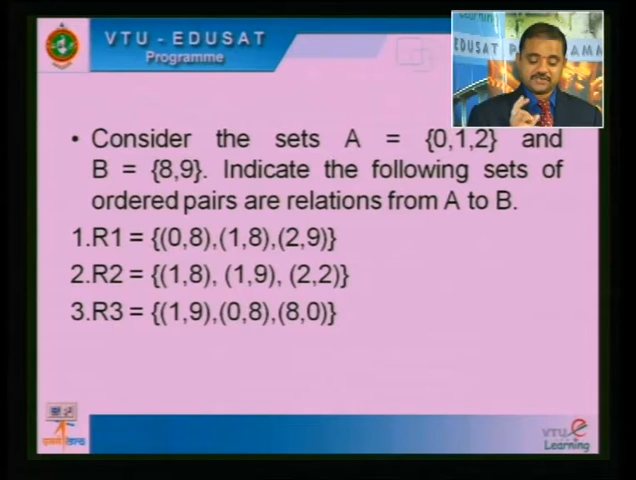 VTU - EDUSAT
Programme
Learning
EDUSAT P AMM
• Consider the sets A = {0,1,2} and
B = {8,9}. Indicate the following sets of
ordered pairs are relations from A to B.
1.R1 = {(0,8),(1,8),(2,9)}
2.R2 = {(1,8), (1,9), (2,2)}
3.R3 = {(1,9),(0,8),(8,0)}
VTU e
Learning